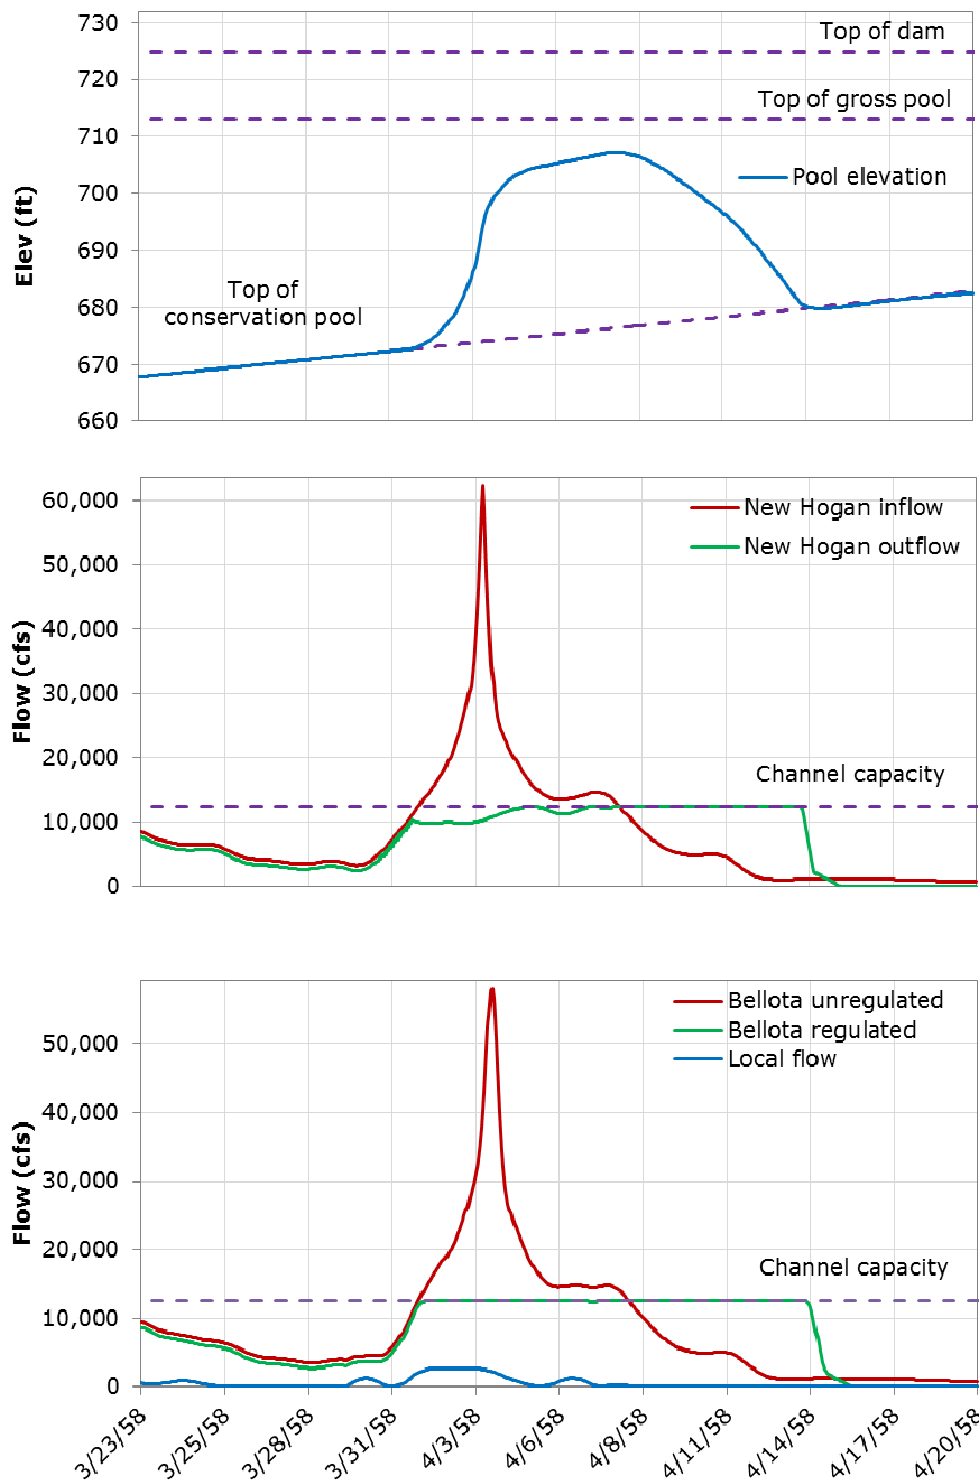 730
Top of dam
720
Top of gross pool
710
700
Pool elevation
Elev (ft)
690
Top of
conservation pool
680
670
660
60,000
New Hogan inflow
New Hogan outflow
50,000
40,000
Flow (cfs)
30,000
20,000
Channel capacity
10,000
0
Bellota unregulated
Bellota regulated
Local flow
50,000
40,000
30,000
Flow (cfs)
20,000
Channel capacity
10,000
0
3/23/58
3/25/58
3/28/58
3/31/58
4/3/58
4/6/58
4/8/58
4/11/58
4/14/58
4/17/58
4/20/58